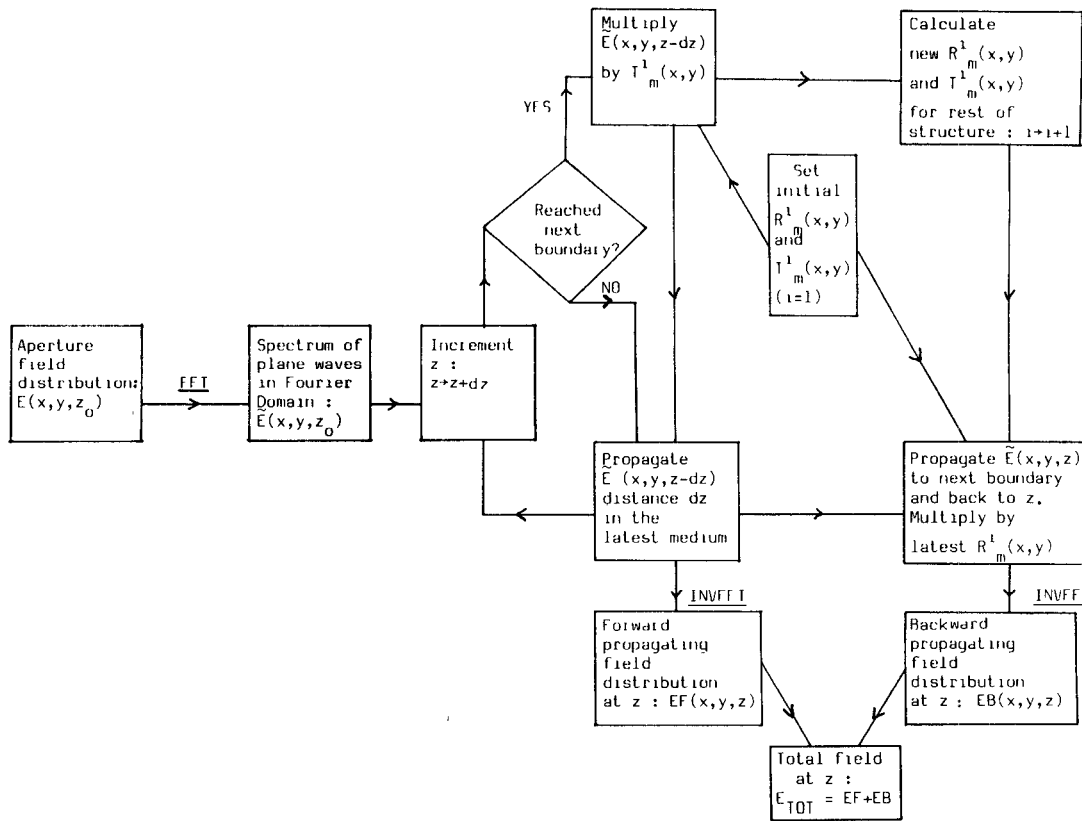 Multiply
Ẽ(x,y,z-dz)
by T¹m(x,y)
Calculate
new R¹m(x,y)
and T¹m(x,y)
for rest of
structure : ı→ı+1
YES
Set
initial
R¹m(x,y)
and
T¹m(x,y)
(ı=1)
Reached
next
boundary?
NO
Aperture
field
distribution:
E(x,y,z₀)
FFT
Spectrum of
plane waves
in Fourier
Domain :
Ẽ(x,y,z₀)
Increment
z :
z→z+dz
Propagate
Ẽ (x,y,z-dz)
distance dz
in the
latest medium
Propagate Ẽ(x,y,z)
to next boundary
and back to z.
Multiply by
latest R¹m(x,y)
INVFFT
INVFF
Forward
propagating
field
distribution
at z : EF(x,y,z)
Backward
propagating
field
distribution
at z : EB(x,y,z)
Total field
at z :
E_TOT = EF+EB